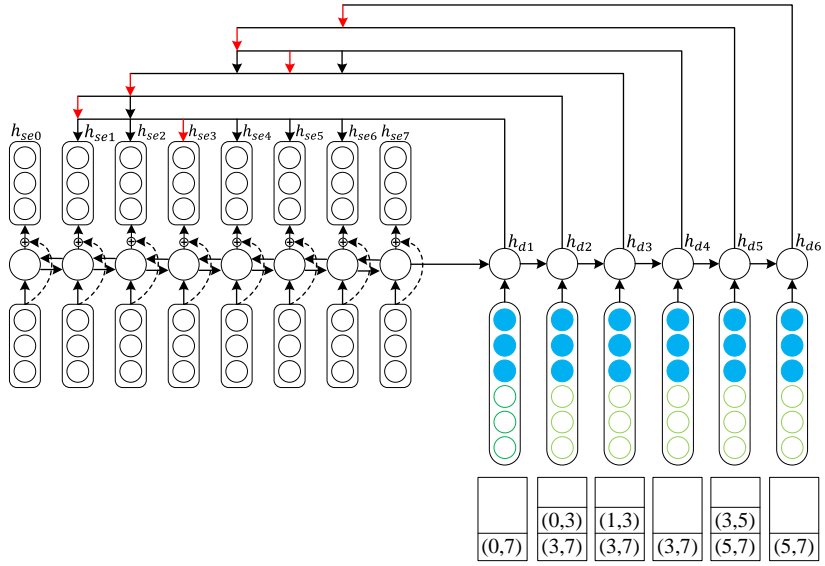 h_se0 h_se1 h_se2 h_se3 h_se4 h_se5 h_se6 h_se7
h_d1 h_d2 h_d3 h_d4 h_d5 h_d6
(0,3) (1,3) (3,5)
(0,7) (3,7) (3,7) (3,7) (5,7) (5,7)